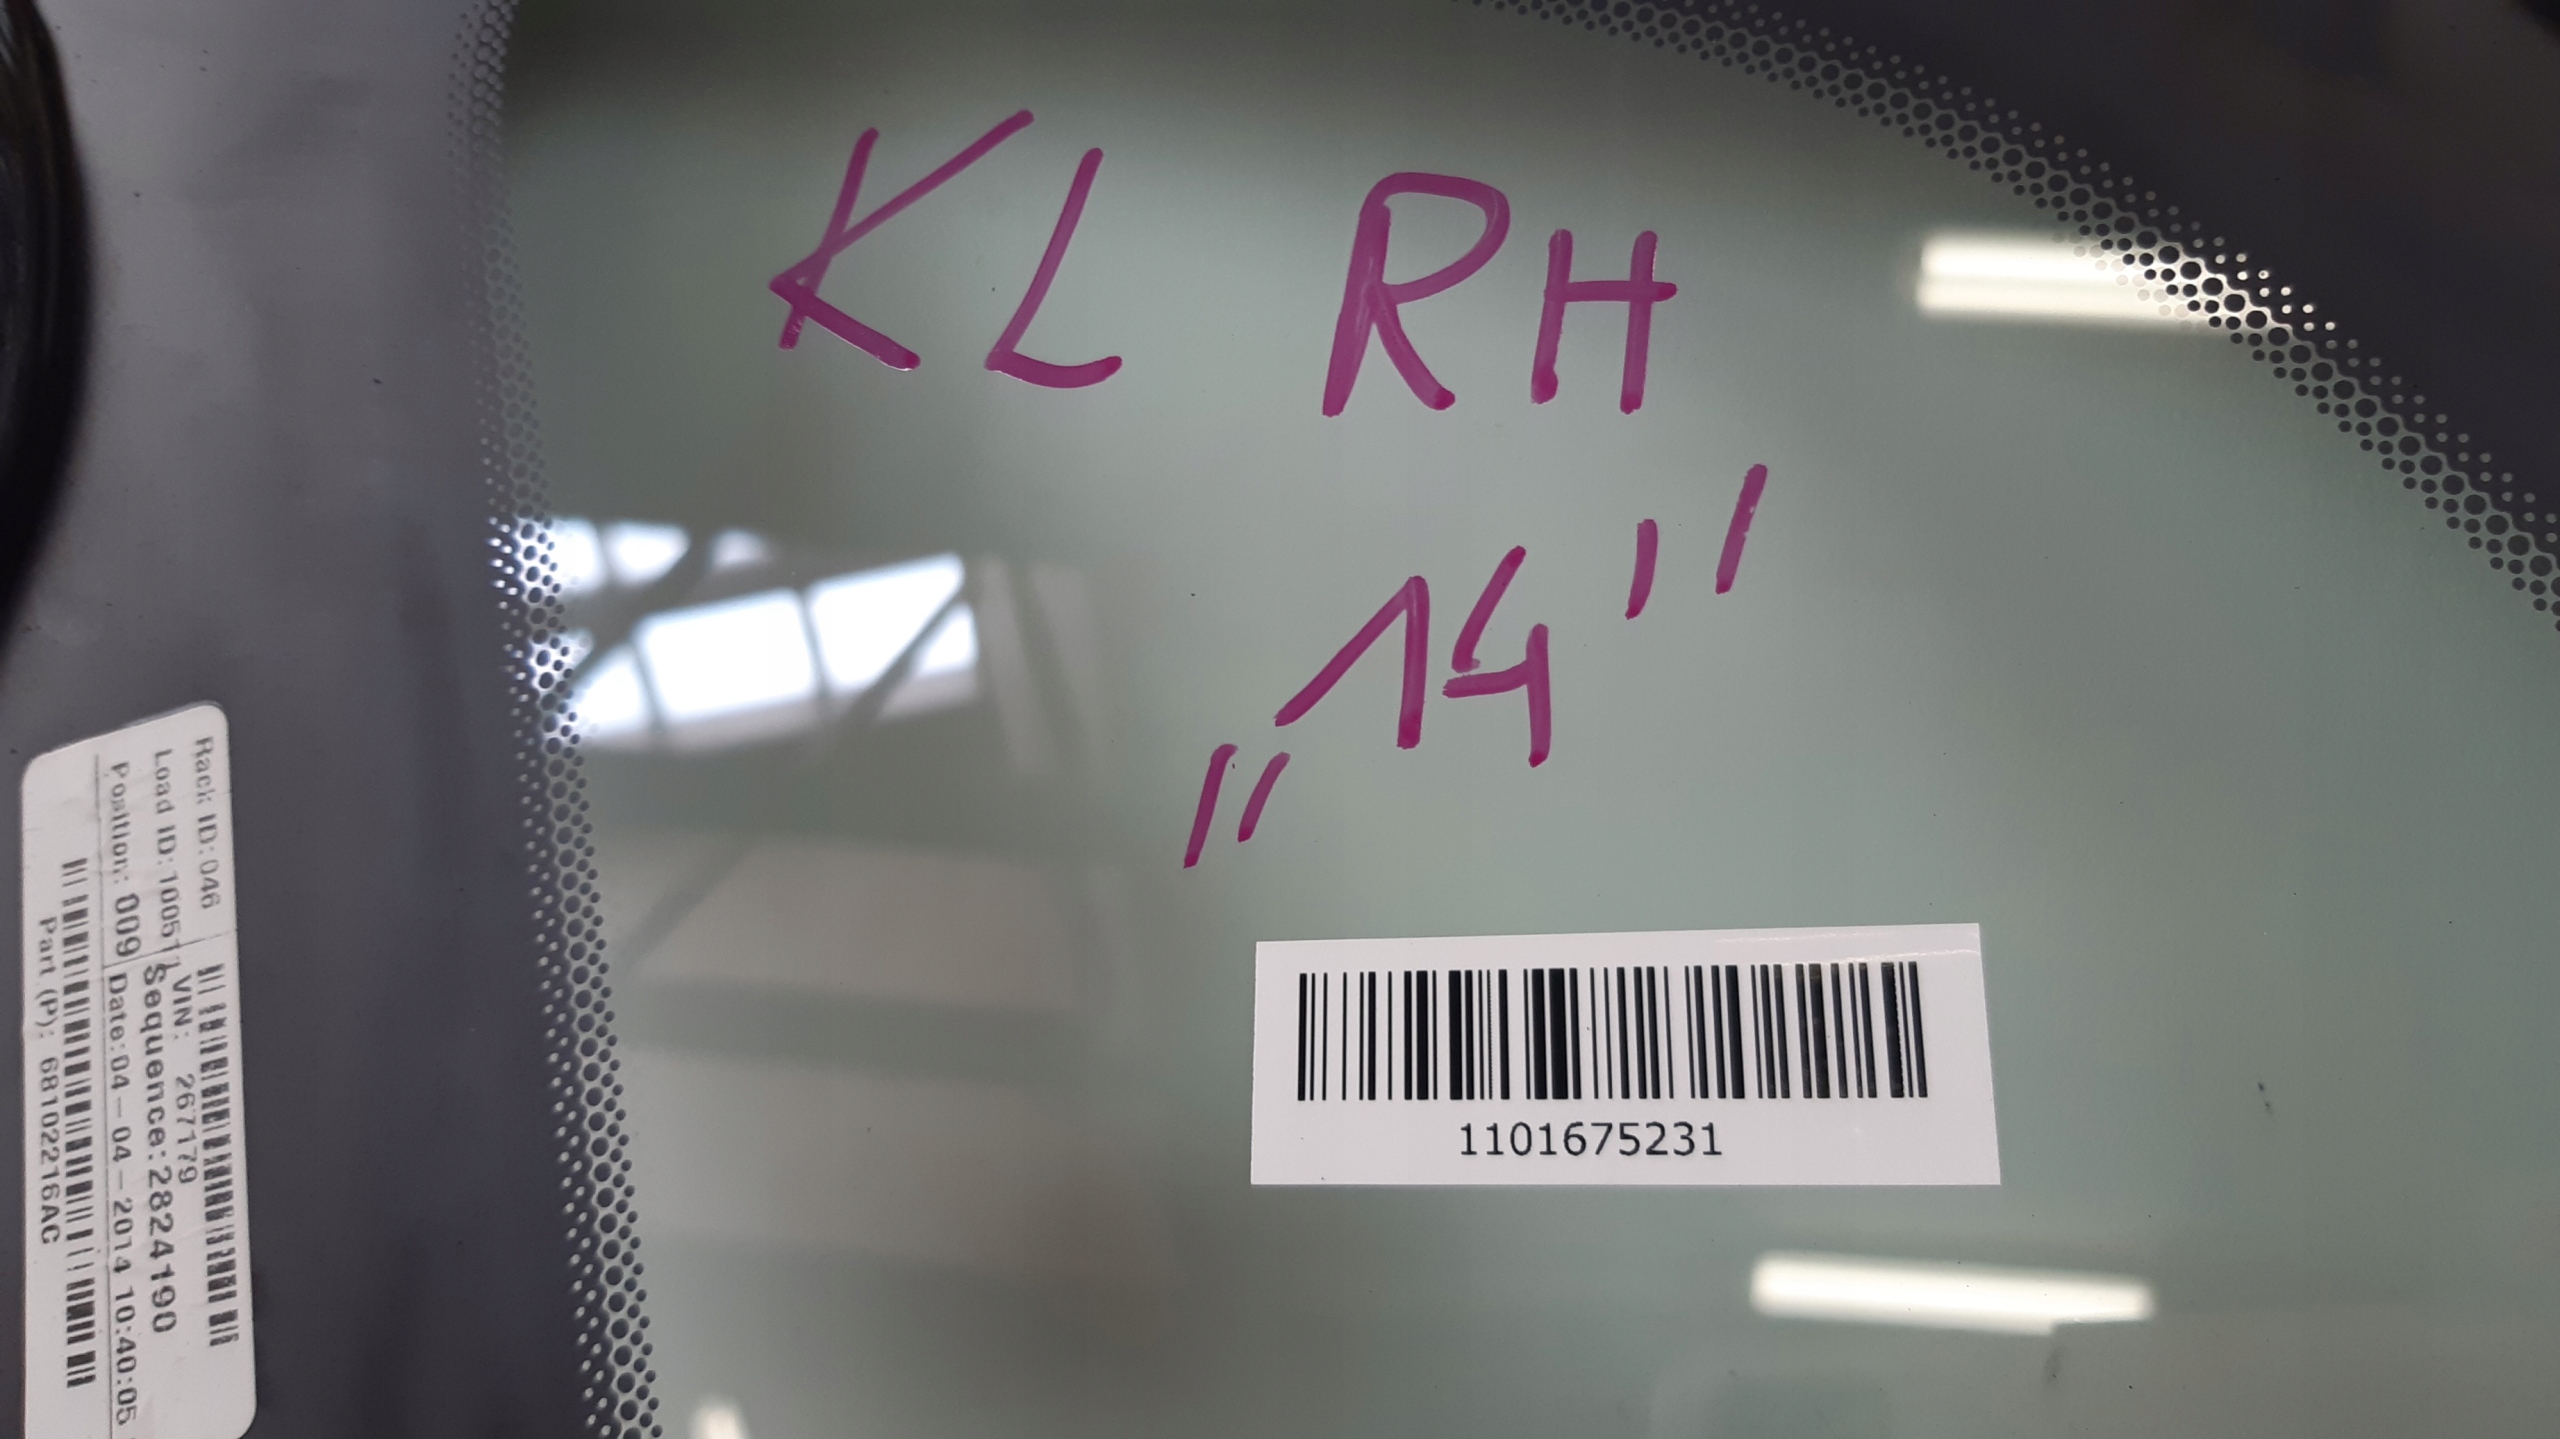 KL RH
"14"
1101675231
Rack ID: 046
Load ID: 10051
VIN: 267179
Sequence: 2824190
Position: 009
Date: 04-04-2014 10:40:05
Part (P): 68102216AC